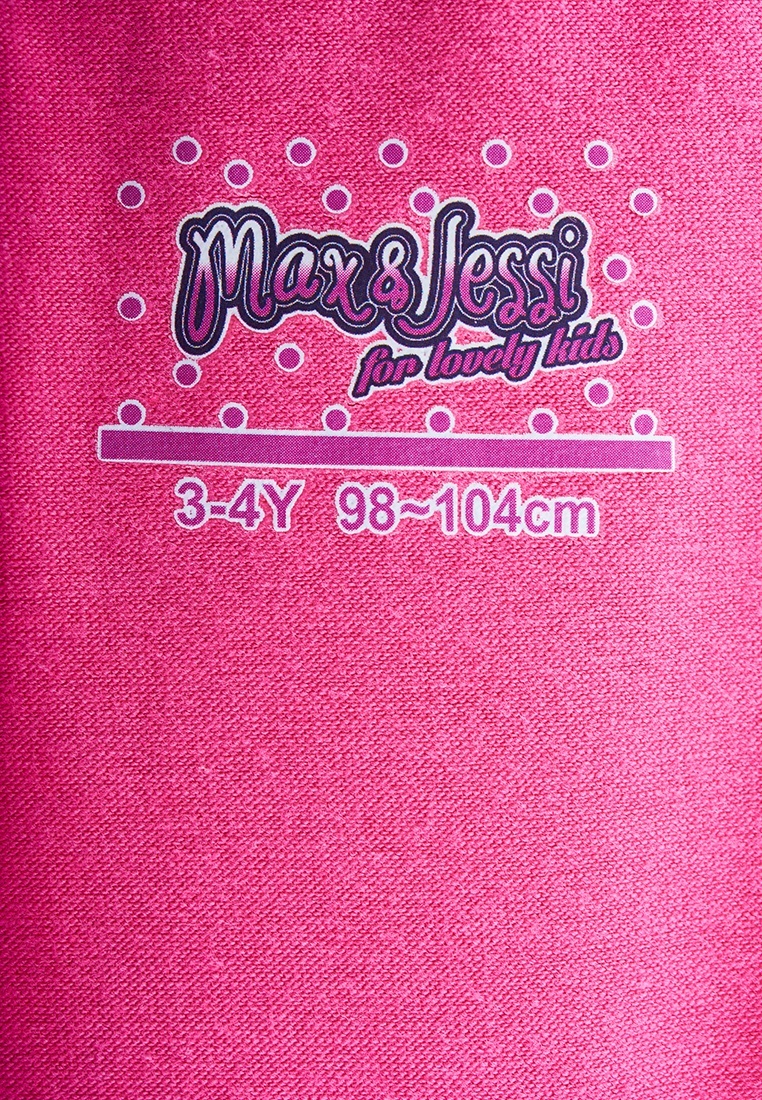 Max & Jessi
for lovely kids
3-4Y 98~104cm